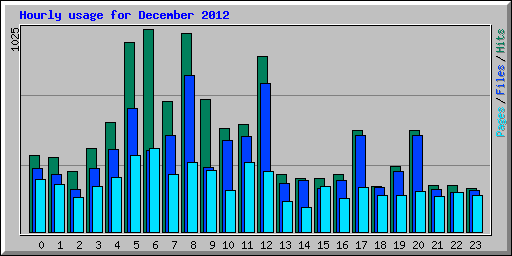 Hourly usage for December 2012
1025
Pages / Files / Hits
0 1 2 3 4 5 6 7 8 9 10 11 12 13 14 15 16 17 18 19 20 21 22 23